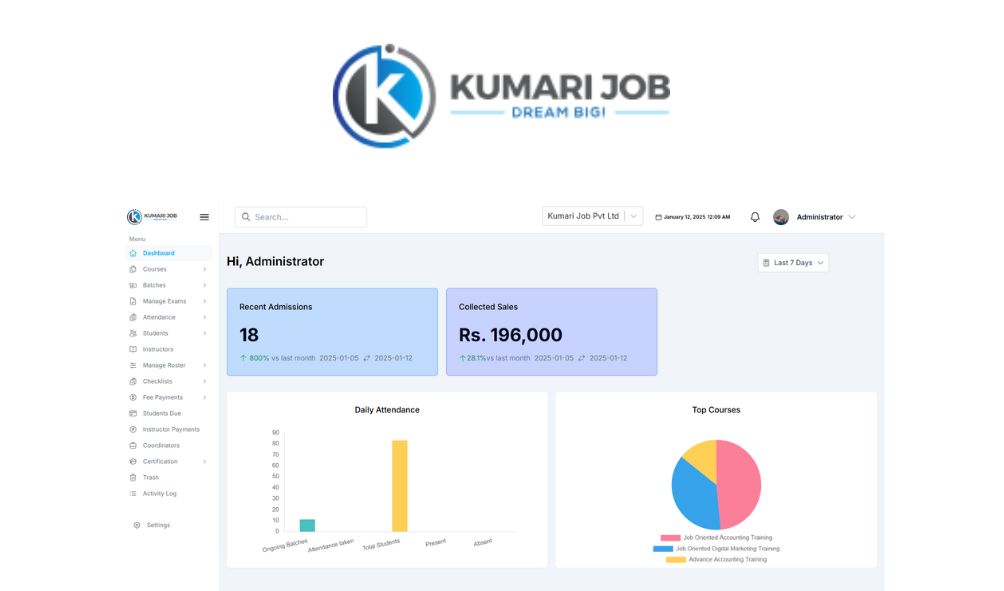 KUMARI JOB
DREAM BIG!
KUMARI JOB
Search...
Kumari Job Pvt Ltd
January 12, 2025 12:09 AM
Administrator
Menu
Dashboard
Courses
Batches
Manage Exams
Attendance
Students
Instructors
Manage Roster
Checklists
Fee Payments
Students Due
Instructor Payments
Coordinators
Certification
Trash
Activity Log
Settings
Hi, Administrator
Last 7 Days
Recent Admissions
18
800% vs last month 2025-01-05 2025-01-12
Collected Sales
Rs. 196,000
28.1%vs last month 2025-01-05 2025-01-12
Daily Attendance
90
80
70
60
50
40
30
20
10
0
Ongoing Batches
Attendance taken
Total Students
Present
Absent
Top Courses
Job Oriented Accounting Training
Job Oriented Digital Marketing Training
Advance Accounting Training